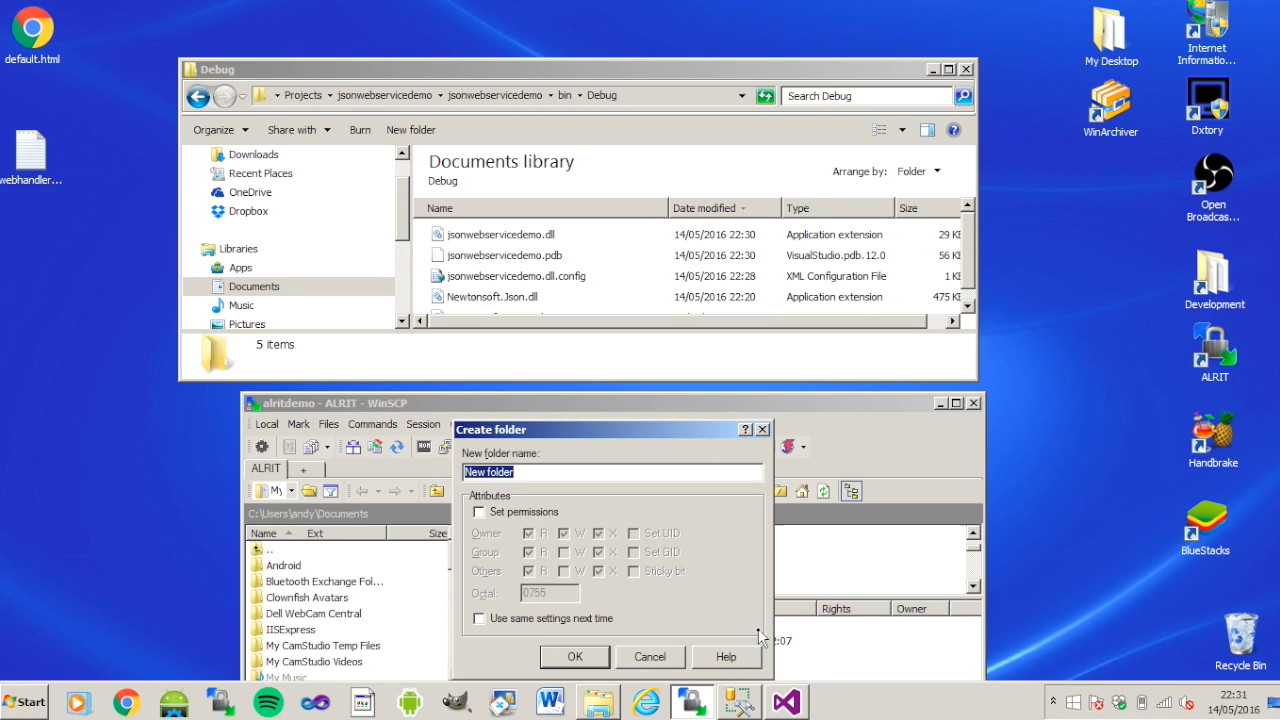 default.html
webhandler...
My Desktop
WinArchiver
Internet
Informatio...
Dxtory
Open
Broadcas...
Development
ALRIT
Handbrake
BlueStacks
Recycle Bin
Debug
Projects jsonwebservicedemo jsonwebservicedemo bin Debug
Search Debug
Organize Share with Burn New folder
Downloads
Recent Places
OneDrive
Dropbox
Libraries
Apps
Documents
Music
Pictures
Documents library
Debug
Arrange by: Folder
Name Date modified Type Size
jsonwebservicedemo.dll 14/05/2016 22:30 Application extension 29 KB
jsonwebservicedemo.pdb 14/05/2016 22:30 VisualStudio.pdb.12.0 56 KB
jsonwebservicedemo.dll.config 14/05/2016 22:28 XML Configuration File 1 KB
Newtonsoft.Json.dll 14/05/2016 22:20 Application extension 475 KB
5 items
alritdemo - ALRIT - WinSCP
Local Mark Files Commands Session
ALRIT +
My
C:\Users\andy\Documents
Name Ext Size
..
Android
Bluetooth Exchange Fol...
Clownfish Avatars
Dell WebCam Central
IISExpress
My CamStudio Temp Files
My CamStudio Videos
My Music
Rights Owner
2:07
Create folder
New folder name:
New folder
Attributes
Set permissions
Owner R W X Set UID
Group R W X Set GID
Others R W X Sticky bit
Octal: 0755
Use same settings next time
OK Cancel Help
Start
22:31
14/05/2016